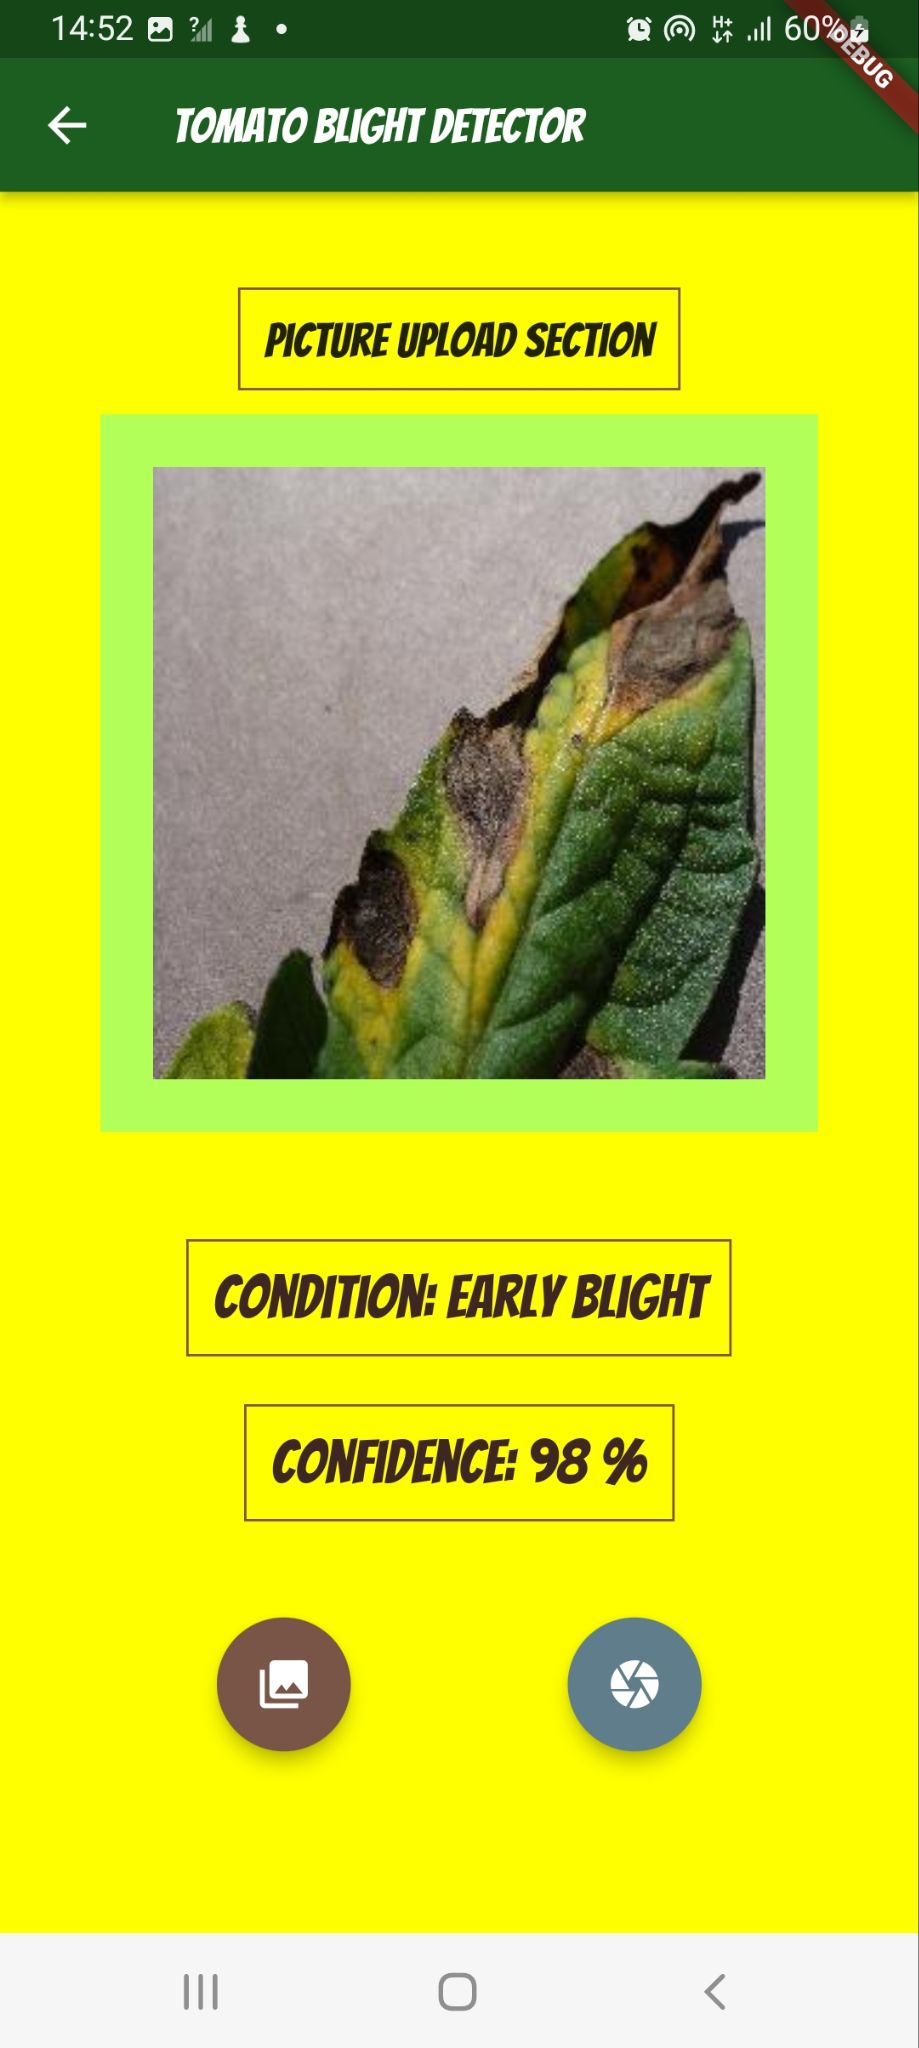 14:52
H+
60%
DEBUG
TOMATO BLIGHT DETECTOR
PICTURE UPLOAD SECTION
CONDITION: EARLY BLIGHT
CONFIDENCE: 98 %